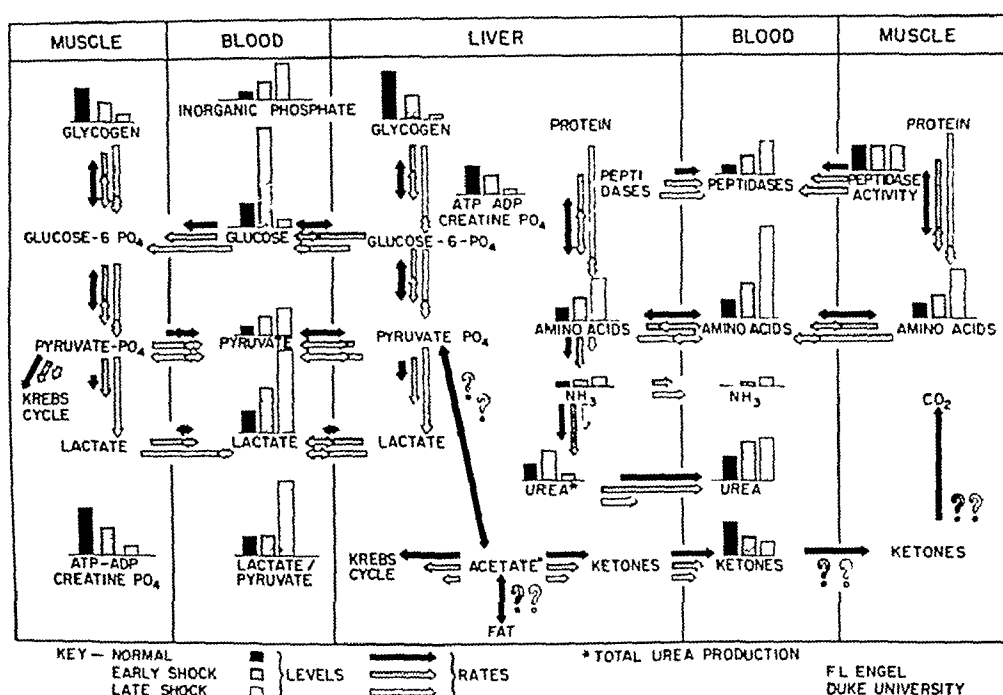 MUSCLE BLOOD LIVER BLOOD MUSCLE
GLYCOGEN
INORGANIC PHOSPHATE
GLYCOGEN
PROTEIN
PROTEIN
ATP ADP
CREATINE PO4
PEPTI
DASES
PEPTIDASES
PEPTIDASE
ACTIVITY
GLUCOSE-6 PO4
GLUCOSE
GLUCOSE-6-PO4
PYRUVATE-PO4
PYRUVATE
PYRUVATE PO4
AMINO ACIDS
AMINO ACIDS
AMINO ACIDS
KREBS
CYCLE
? ?
NH3
NH3
CO2
LACTATE
LACTATE
LACTATE
UREA*
UREA
? ?
ATP-ADP
CREATINE PO4
LACTATE/
PYRUVATE
KREBS
CYCLE
ACETATE*
KETONES
KETONES
? ?
KETONES
? ?
FAT
KEY — NORMAL
EARLY SHOCK
LATE SHOCK
LEVELS
RATES
*TOTAL UREA PRODUCTION
F L ENGEL
DUKE UNIVERSITY